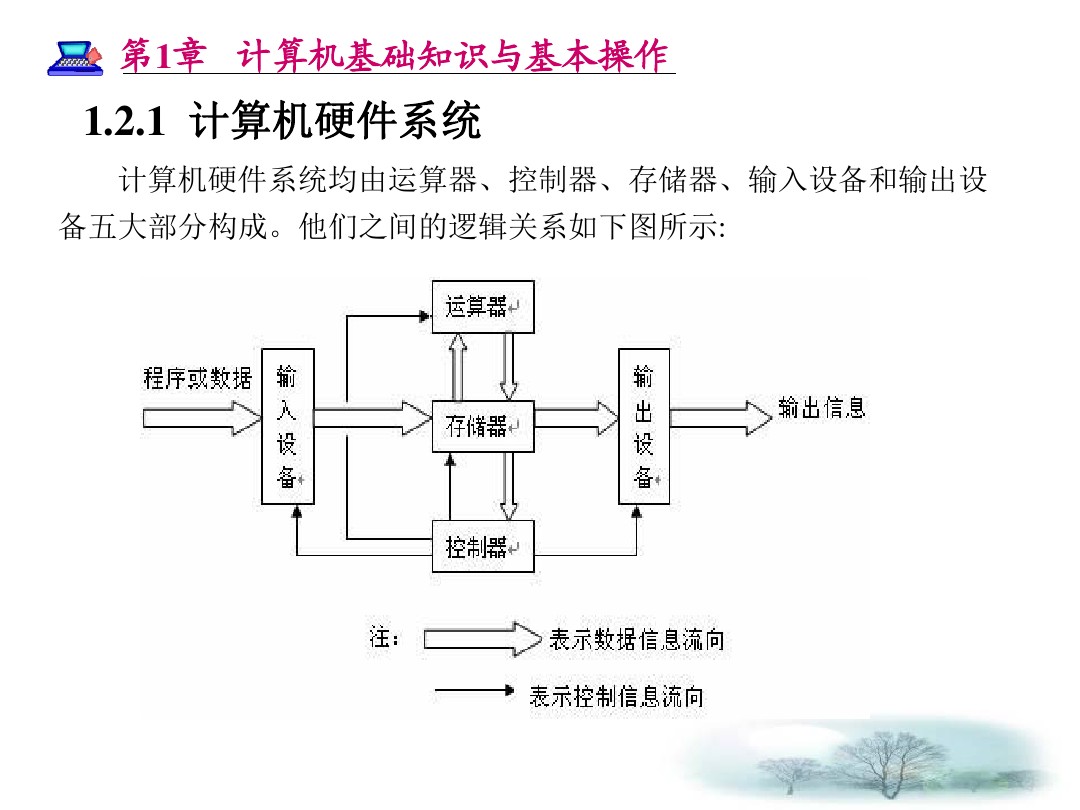 第1章 计算机基础知识与基本操作
1.2.1 计算机硬件系统
计算机硬件系统均由运算器、控制器、存储器、输入设备和输出设
备五大部分构成。他们之间的逻辑关系如下图所示:
运算器
程序或数据
输入设备
存储器
输出设备
输出信息
控制器
注：
表示数据信息流向
表示控制信息流向